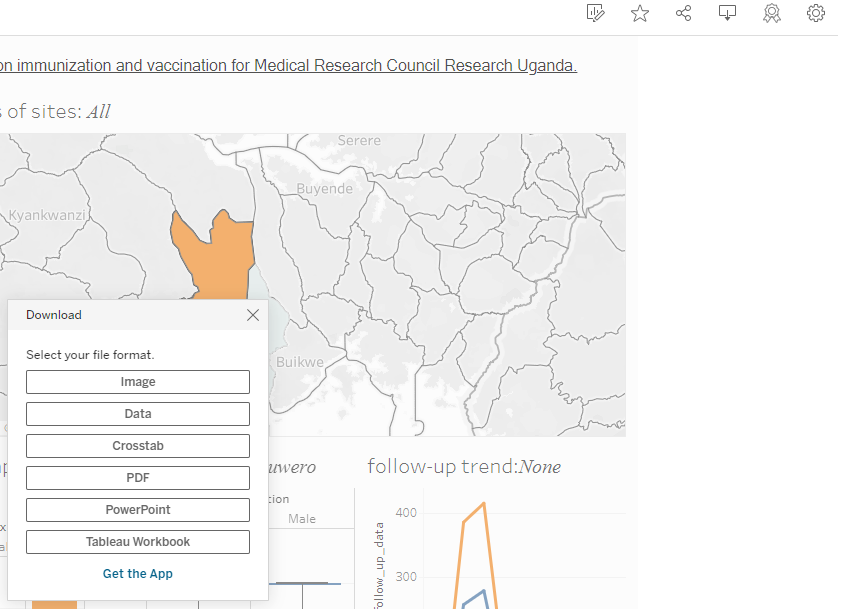 on immunization and vaccination for Medical Research Council Research Uganda.
of sites: All
Serere
Buyende
Kyankwanzi
Buikwe
Download
Select your file format.
Image
Data
Crosstab
PDF
PowerPoint
Tableau Workbook
Get the App
uwero
tion
Male
follow-up trend:None
400
300
follow_up_data